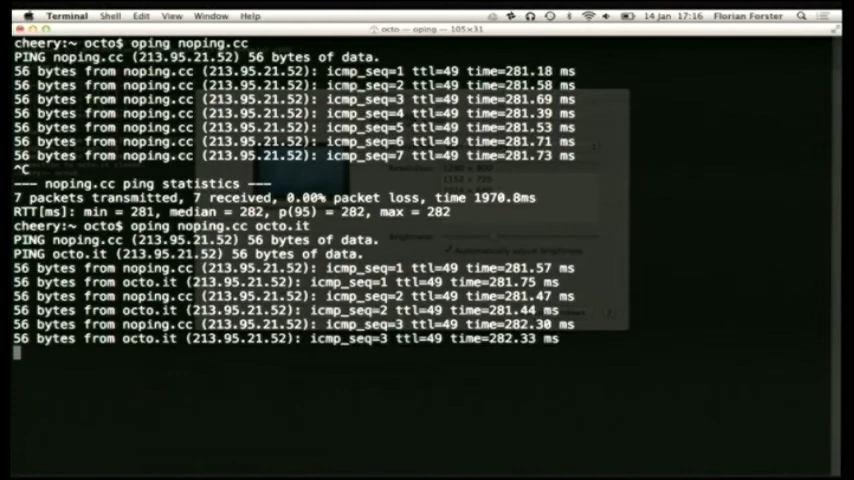 Terminal Shell Edit View Window Help 14 Jan 17:16 Florian Forster
octo — oping — 105×31
cheery:~ octo$ oping noping.cc
PING noping.cc (213.95.21.52) 56 bytes of data.
56 bytes from noping.cc (213.95.21.52): icmp_seq=1 ttl=49 time=281.18 ms
56 bytes from noping.cc (213.95.21.52): icmp_seq=2 ttl=49 time=281.58 ms
56 bytes from noping.cc (213.95.21.52): icmp_seq=3 ttl=49 time=281.69 ms
56 bytes from noping.cc (213.95.21.52): icmp_seq=4 ttl=49 time=281.39 ms
56 bytes from noping.cc (213.95.21.52): icmp_seq=5 ttl=49 time=281.53 ms
56 bytes from noping.cc (213.95.21.52): icmp_seq=6 ttl=49 time=281.71 ms
56 bytes from noping.cc (213.95.21.52): icmp_seq=7 ttl=49 time=281.73 ms
^C
--- noping.cc ping statistics ---
7 packets transmitted, 7 received, 0.00% packet loss, time 1970.8ms
RTT[ms]: min = 281, median = 282, p(95) = 282, max = 282
cheery:~ octo$ oping noping.cc octo.it
PING noping.cc (213.95.21.52) 56 bytes of data.
PING octo.it (213.95.21.52) 56 bytes of data.
56 bytes from noping.cc (213.95.21.52): icmp_seq=1 ttl=49 time=281.57 ms
56 bytes from octo.it (213.95.21.52): icmp_seq=1 ttl=49 time=281.75 ms
56 bytes from noping.cc (213.95.21.52): icmp_seq=2 ttl=49 time=281.47 ms
56 bytes from octo.it (213.95.21.52): icmp_seq=2 ttl=49 time=281.44 ms
56 bytes from noping.cc (213.95.21.52): icmp_seq=3 ttl=49 time=282.30 ms
56 bytes from octo.it (213.95.21.52): icmp_seq=3 ttl=49 time=282.33 ms
Automatically adjust brightness